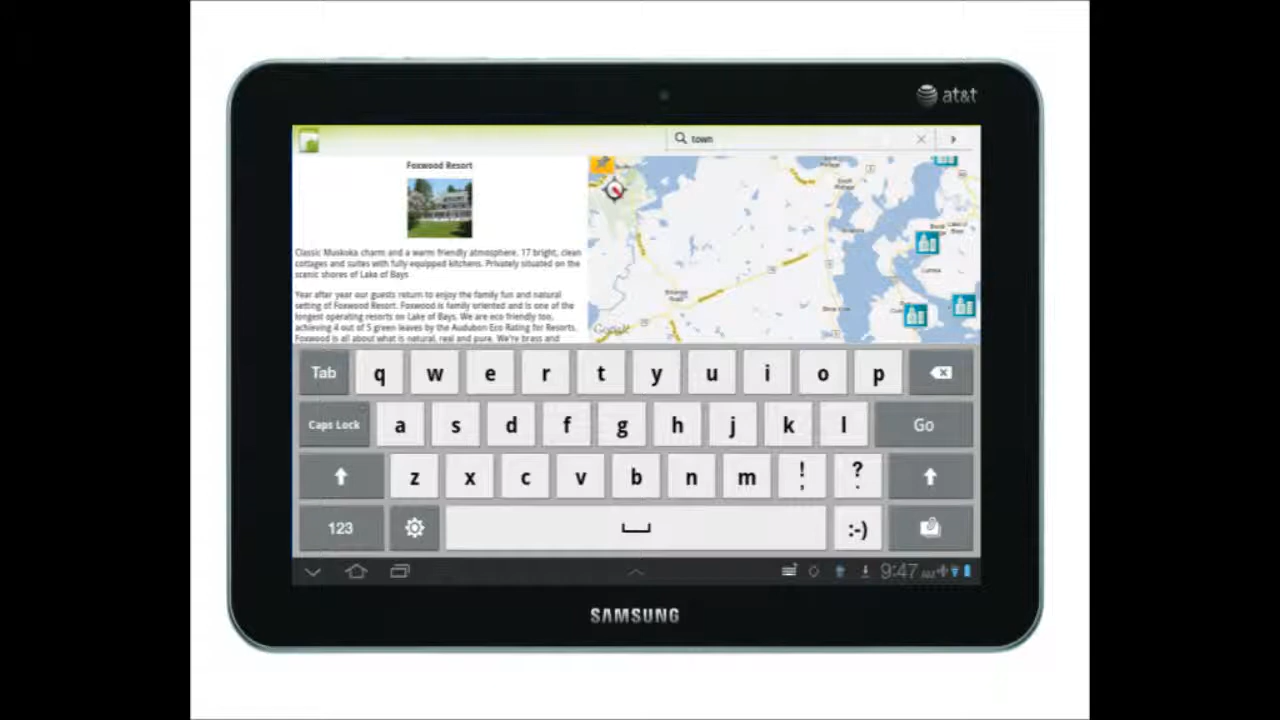 at&t
town
Foxwood Resort
Classic Muskoka charm and a warm friendly atmosphere. 17 bright, clean
cottages and suites with fully equipped kitchens. Privately situated on the
scenic shores of Lake of Bays
Year after year our guests return to enjoy the family fun and natural
setting of Foxwood Resort. Foxwood is family oriented and is one of the
longest operating resorts on Lake of Bays. We are eco friendly too,
achieving 4 out of 5 green leaves by the Audubon Eco Rating for Resorts.
Foxwood is all about what is natural, real and pure. We're brass and
Google
Tab q w e r t y u i o p
Caps Lock a s d f g h j k l Go
z x c v b n m ! , ? .
123 :-)
9:47 AM
SAMSUNG